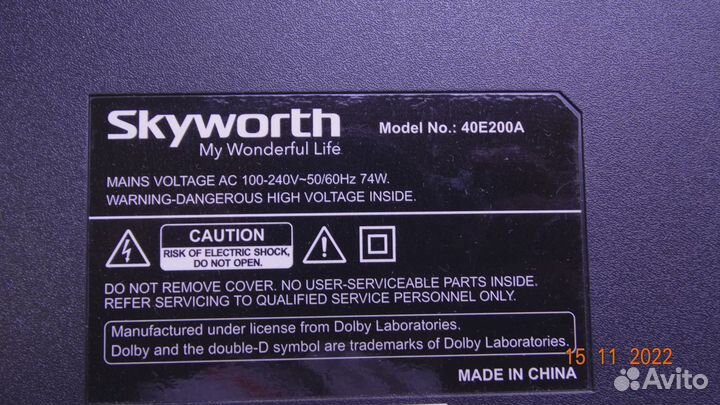 Skyworth
My Wonderful Life
Model No.: 40E200A
MAINS VOLTAGE AC 100-240V~50/60Hz 74W.
WARNING-DANGEROUS HIGH VOLTAGE INSIDE.
CAUTION
RISK OF ELECTRIC SHOCK,
DO NOT OPEN.
DO NOT REMOVE COVER. NO USER-SERVICEABLE PARTS INSIDE.
REFER SERVICING TO QUALIFIED SERVICE PERSONNEL ONLY.
Manufactured under license from Dolby Laboratories.
Dolby and the double-D symbol are trademarks of Dolby Laboratories.
15 11 2022
MADE IN CHINA
Avito